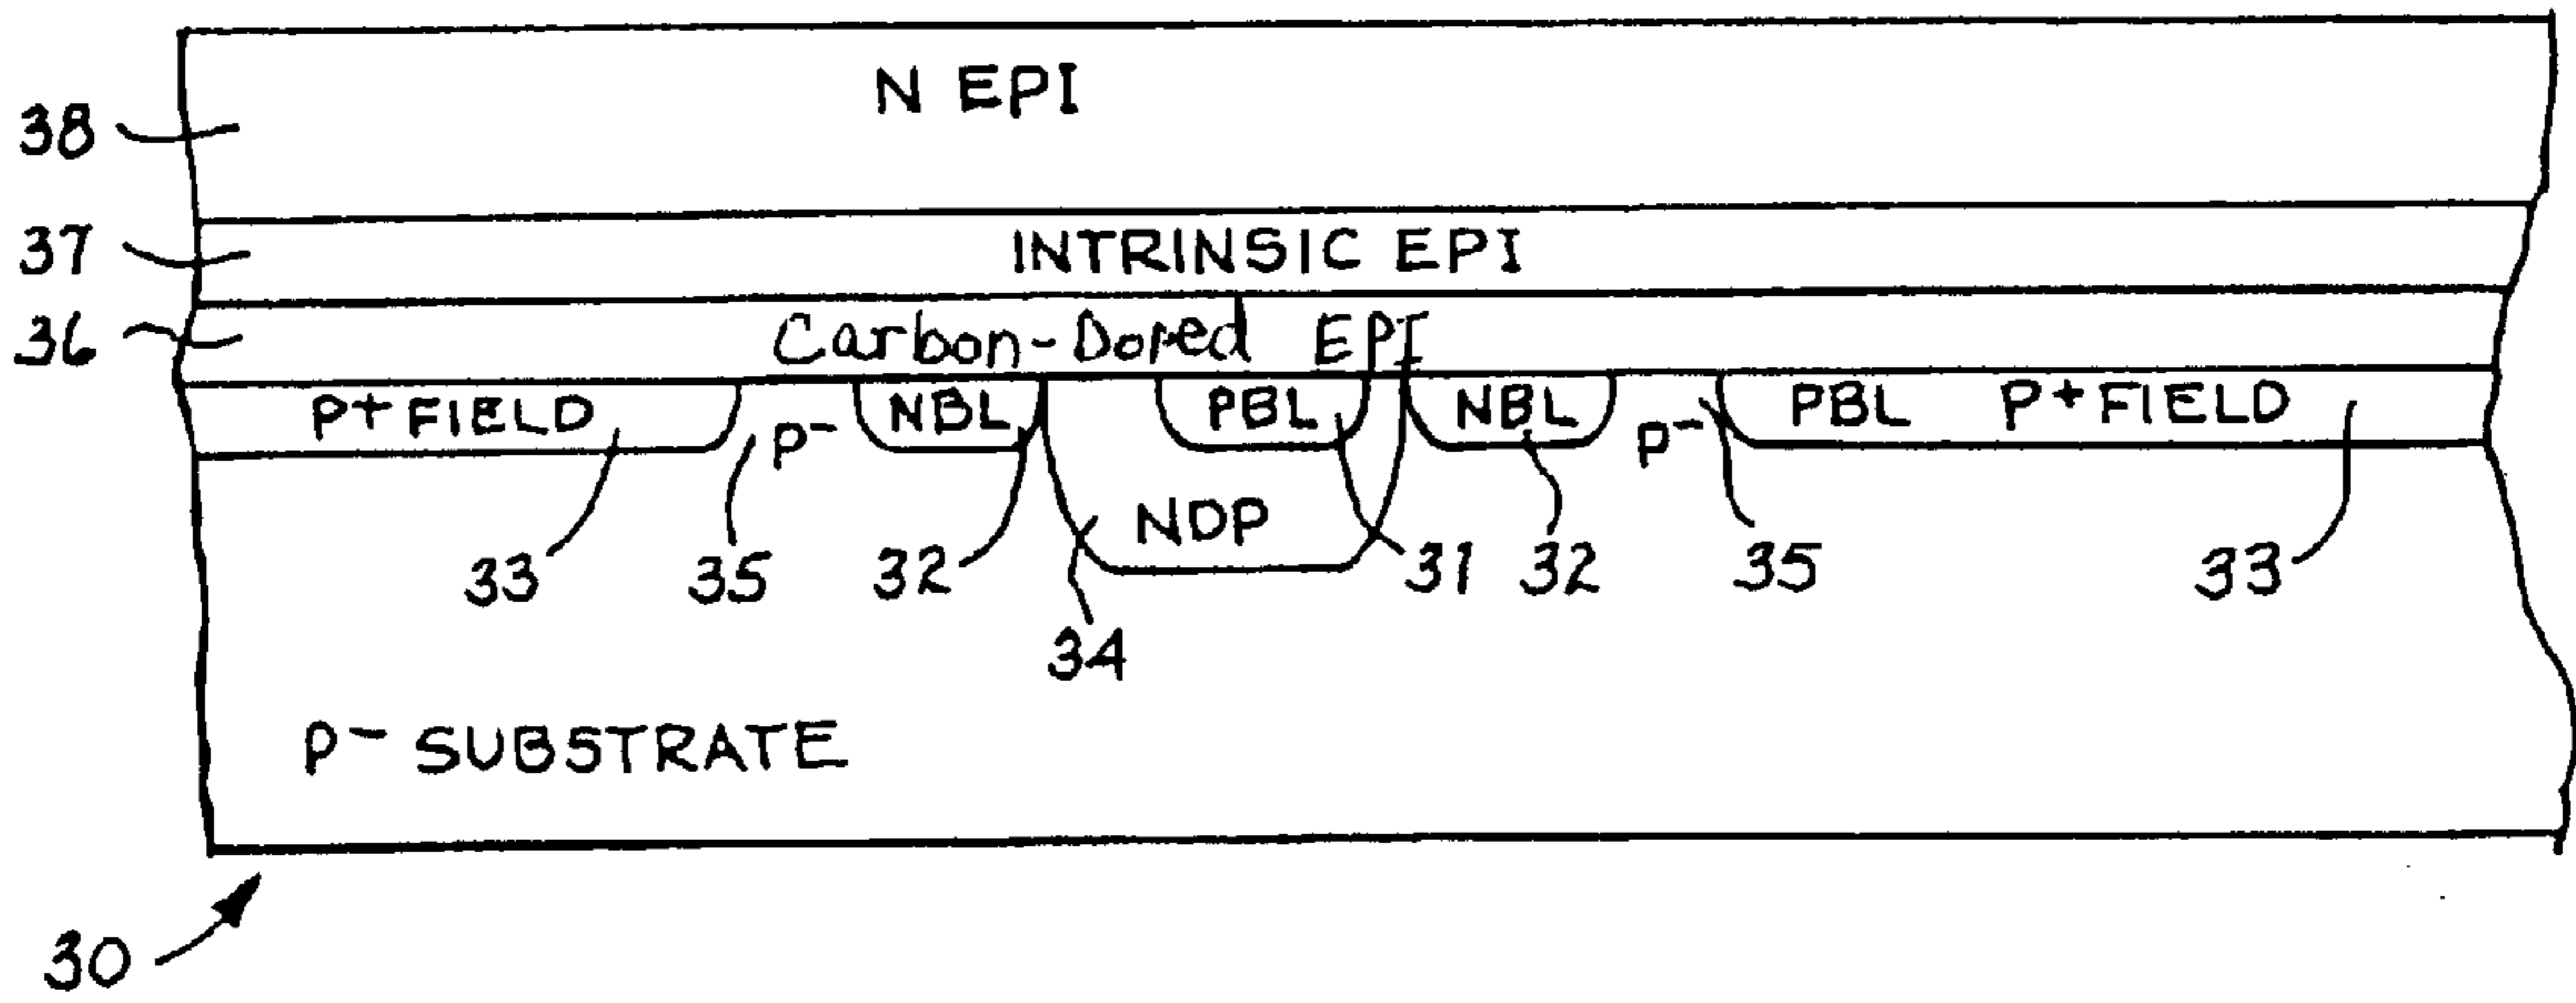 N EPI
38
37
INTRINSIC EPI
36
Carbon-Doped EPI
P+ FIELD
P-
NBL
PBL
NBL
P-
PBL
P+ FIELD
NDP
33
35
32
31
32
35
33
34
P- SUBSTRATE
30